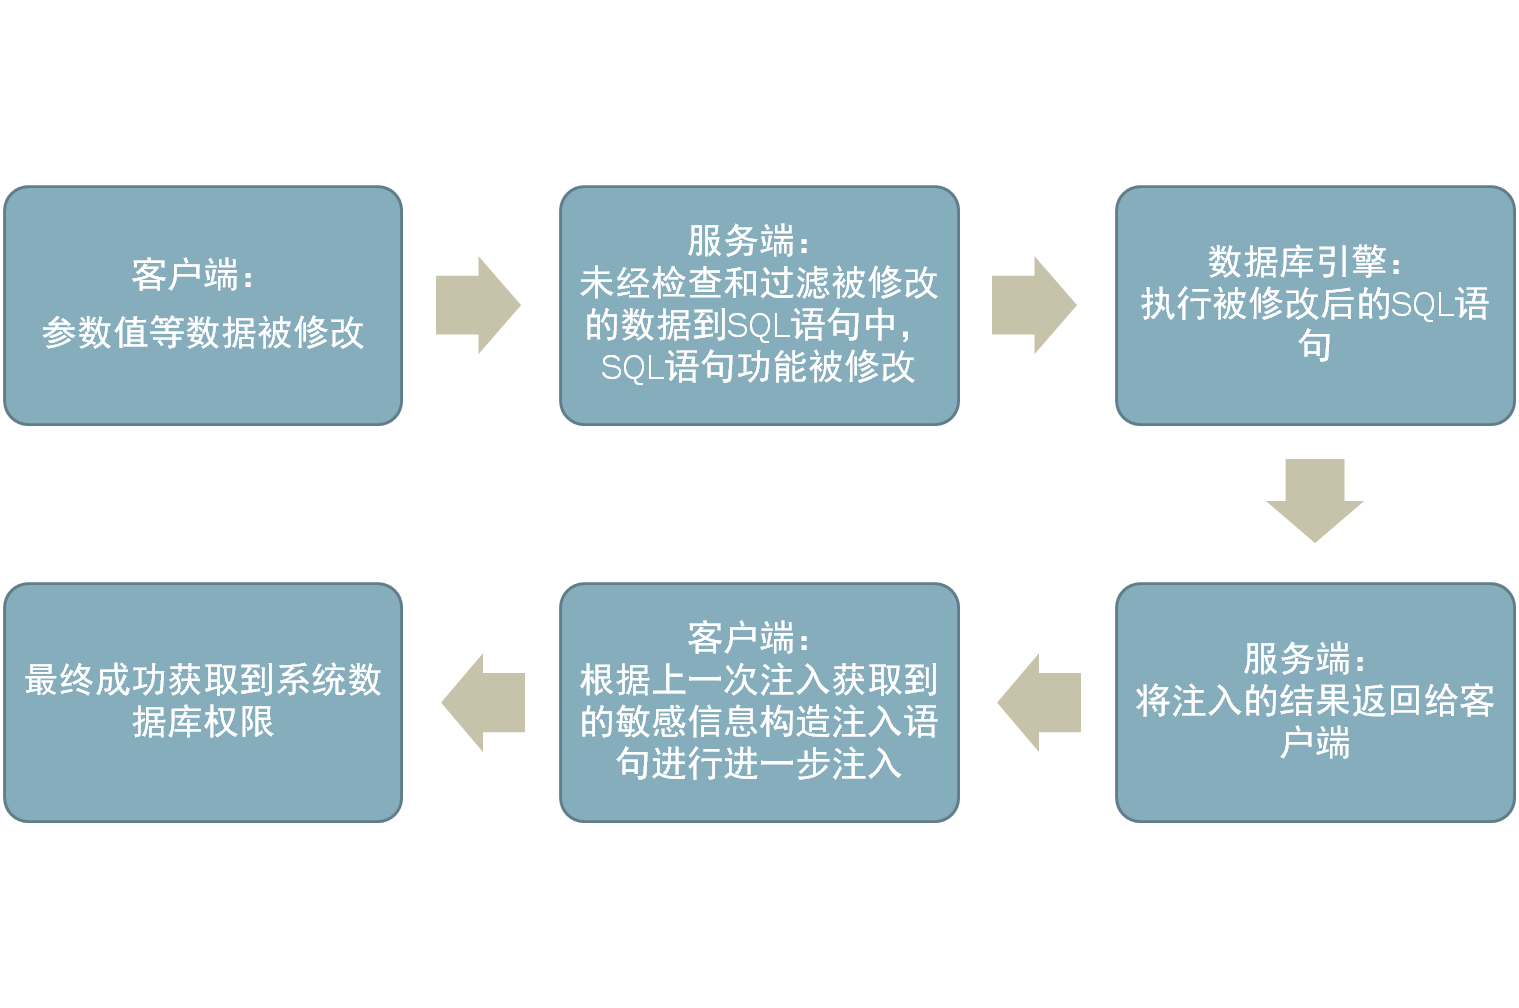 客户端：
参数值等数据被修改
服务端：
未经检查和过滤被修改
的数据到SQL语句中，
SQL语句功能被修改
数据库引擎：
执行被修改后的SQL语
句
服务端：
将注入的结果返回给客
户端
客户端：
根据上一次注入获取到
的敏感信息构造注入语
句进行进一步注入
最终成功获取到系统数
据库权限